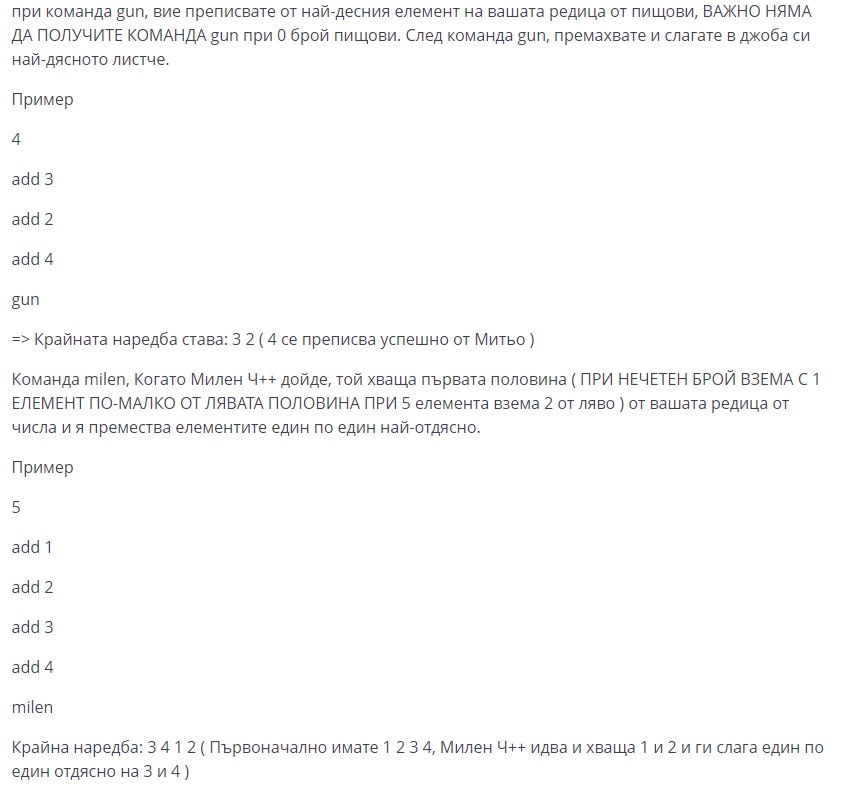 при команда gun, вие преписвате от най-десния елемент на вашата редица от пищови, ВАЖНО НЯМА
ДА ПОЛУЧИТЕ КОМАНДА gun при 0 брой пищови. След команда gun, премахвате и слагате в джоба си
най-дясното листче.
Пример
4
add 3
add 2
add 4
gun
=> Крайната наредба става: 3 2 ( 4 се преписва успешно от Митьо )
Команда milen, Когато Милен Ч++ дойде, той хваща първата половина ( ПРИ НЕЧЕТЕН БРОЙ ВЗЕМА С 1
ЕЛЕМЕНТ ПО-МАЛКО ОТ ЛЯВАТА ПОЛОВИНА ПРИ 5 елемента взема 2 от ляво ) от вашата редица от
числа и я премества елементите един по един най-отдясно.
Пример
5
add 1
add 2
add 3
add 4
milen
Крайна наредба: 3 4 1 2 ( Първоначално имате 1 2 3 4, Милен Ч++ идва и хваща 1 и 2 и ги слага един по
един отдясно на 3 и 4 )